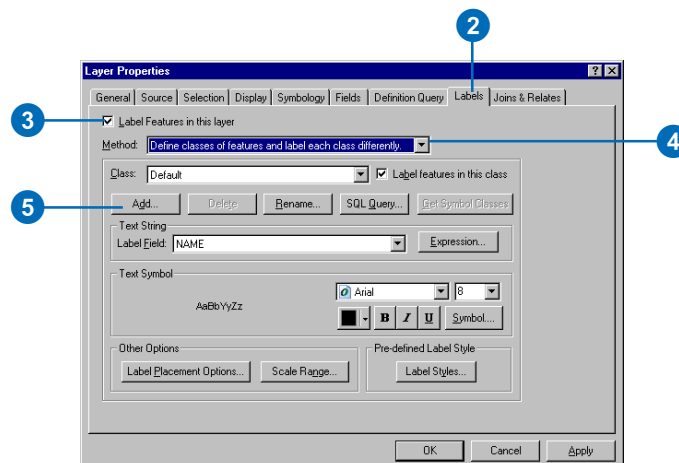 2
Layer Properties
General Source Selection Display Symbology Fields Definition Query Labels Joins & Relates
3
Label Features in this layer
Method: Define classes of features and label each class differently.
4
Class: Default Label features in this class
5
Add... Delete Rename... SQL Query... Get Symbol Classes
Text String
Label Field: NAME Expression...
Text Symbol
AaBbYyZz
Arial 8
B I U Symbol...
Other Options Pre-defined Label Style
Label Placement Options... Scale Range... Label Styles...
OK Cancel Apply